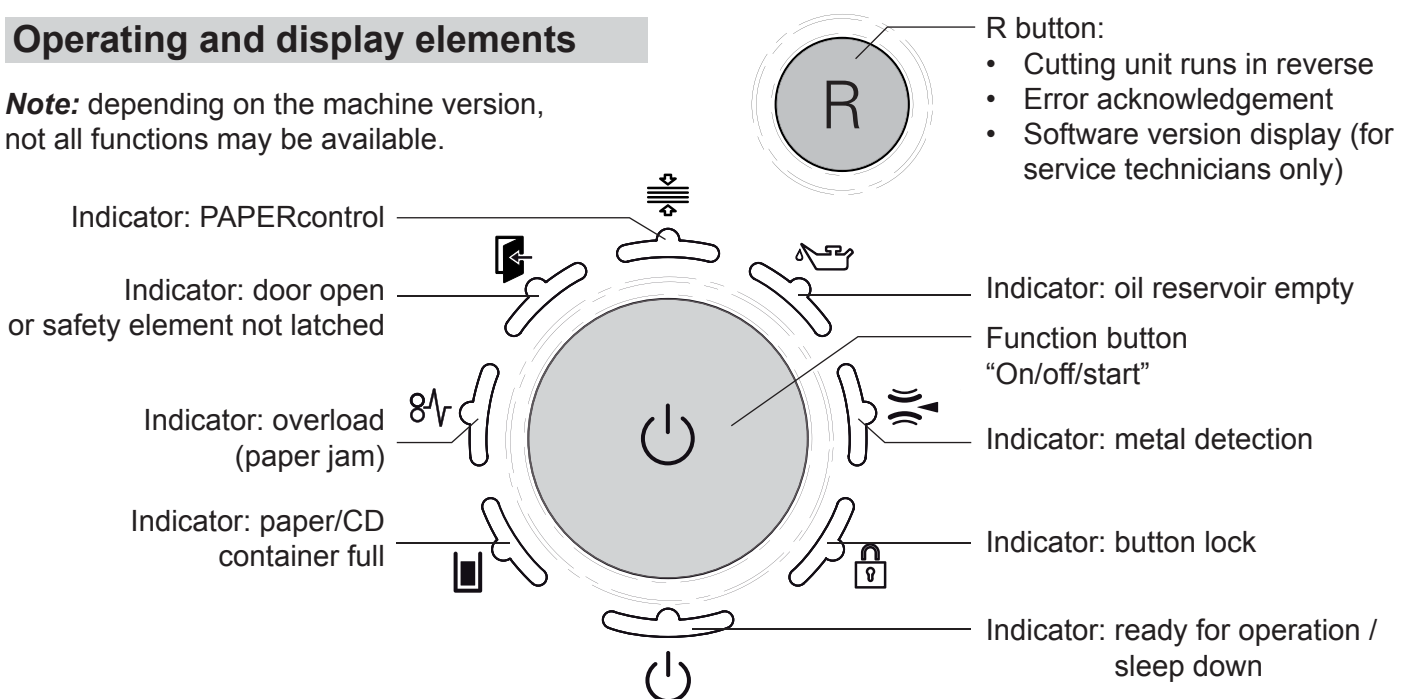 Operating and display elements
Note: depending on the machine version,
not all functions may be available.
R
R button:
• Cutting unit runs in reverse
• Error acknowledgement
• Software version display (for
service technicians only)
Indicator: PAPERcontrol
Indicator: door open
or safety element not latched
Indicator: overload
(paper jam)
Indicator: paper/CD
container full
Indicator: oil reservoir empty
Function button
“On/off/start”
Indicator: metal detection
Indicator: button lock
Indicator: ready for operation /
sleep down